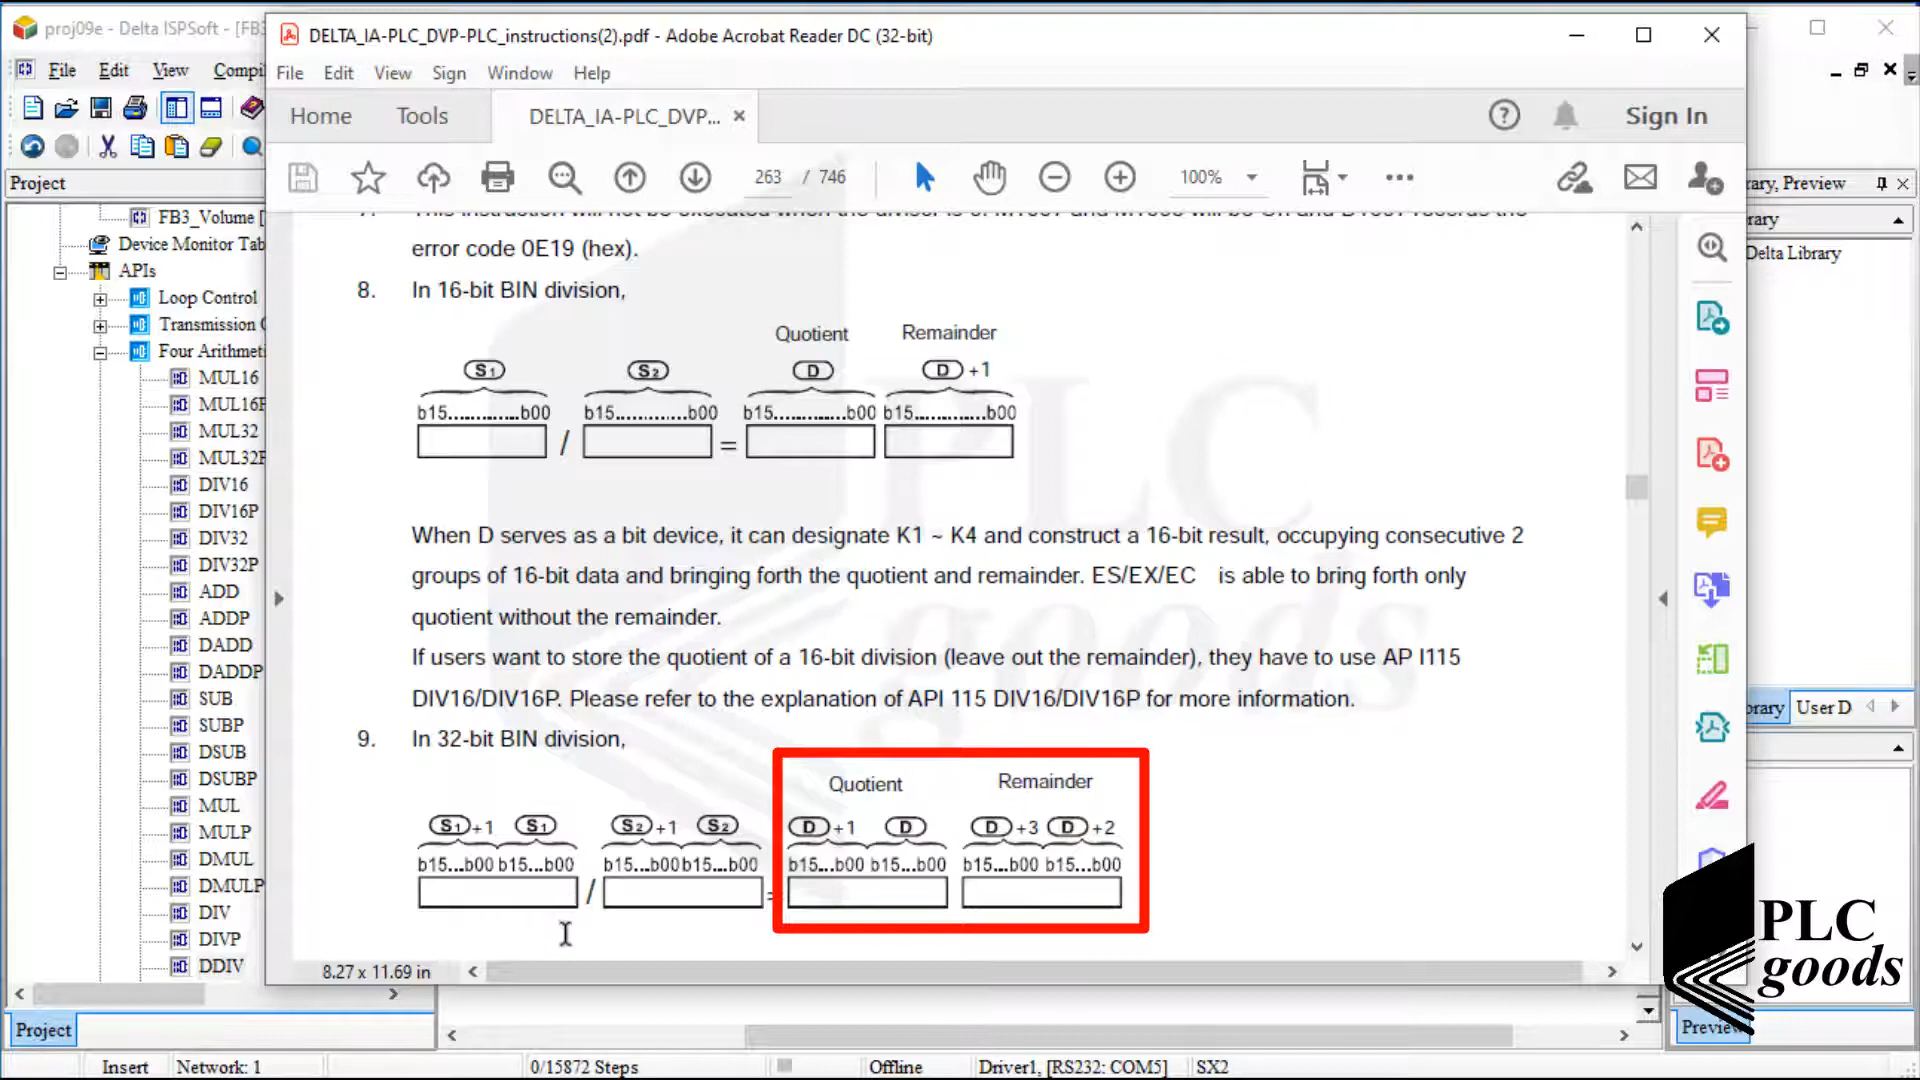 proj09e - Delta ISPSoft - [FB3
DELTA_IA-PLC_DVP-PLC_instructions(2).pdf - Adobe Acrobat Reader DC (32-bit)
File Edit View Compi
File Edit View Sign Window Help
Home Tools DELTA_IA-PLC_DVP... Sign In
263 / 746 100%
Project
FB3_Volume [
Device Monitor Tab
APIs
Loop Control
Transmission C
Four Arithmeti
MUL16
MUL16P
MUL32
MUL32P
DIV16
DIV16P
DIV32
DIV32P
ADD
ADDP
DADD
DADDP
SUB
SUBP
DSUB
DSUBP
MUL
MULP
DMUL
DMULP
DIV
DIVP
DDIV
Project
error code 0E19 (hex).
8. In 16-bit BIN division,
Quotient Remainder
S1 S2 D D +1
b15.............b00 b15............b00 b15.............b00 b15..............b00
/ =
When D serves as a bit device, it can designate K1 ~ K4 and construct a 16-bit result, occupying consecutive 2
groups of 16-bit data and bringing forth the quotient and remainder. ES/EX/EC is able to bring forth only
quotient without the remainder.
If users want to store the quotient of a 16-bit division (leave out the remainder), they have to use AP I115
DIV16/DIV16P. Please refer to the explanation of API 115 DIV16/DIV16P for more information.
9. In 32-bit BIN division,
Quotient Remainder
S1 +1 S1 S2 +1 S2 D +1 D D +3 D +2
b15...b00 b15...b00 b15...b00 b15...b00 b15...b00 b15...b00 b15...b00 b15...b00
/ =
8.27 x 11.69 in
PLC
goods
rary, Preview
rary
Delta Library
orary User D
Preview
PLC
goods
Insert Network: 1 0/15872 Steps Offline Driver1, [RS232: COM5] SX2